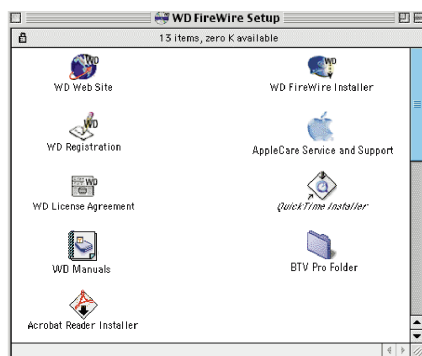 WD FireWire Setup
13 items, zero K available
WD Web Site
WD FireWire Installer
WD Registration
AppleCare Service and Support
WD License Agreement
QuickTime Installer
WD Manuals
BTV Pro Folder
Acrobat Reader Installer